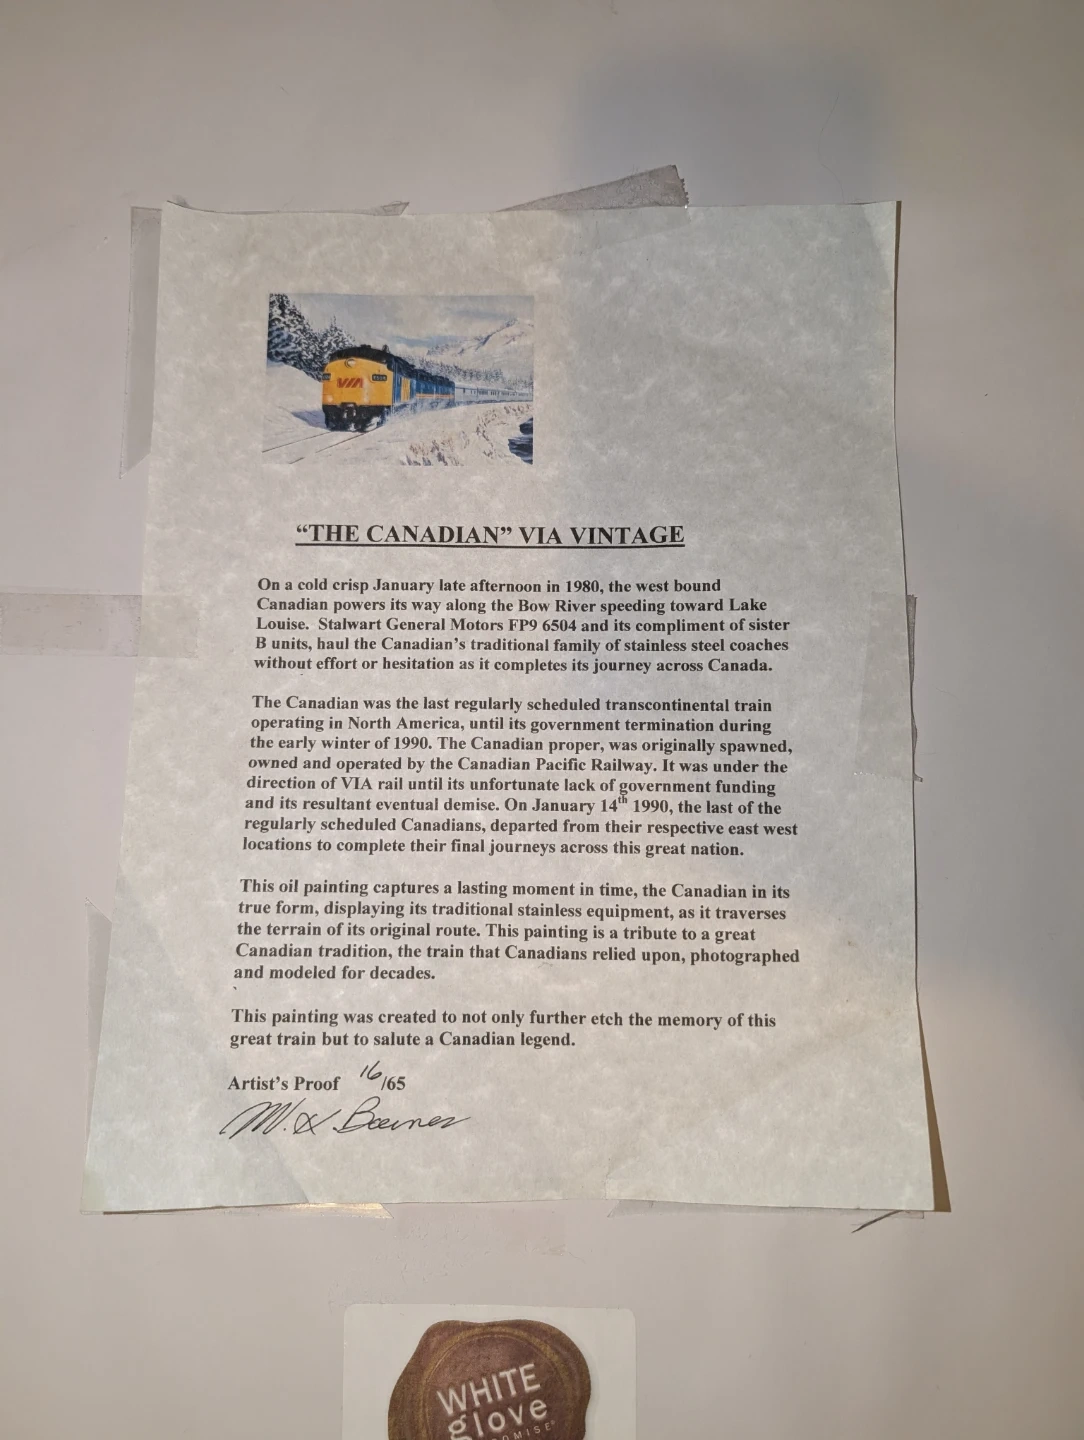 VIA
"THE CANADIAN" VIA VINTAGE
On a cold crisp January late afternoon in 1980, the west bound
Canadian powers its way along the Bow River speeding toward Lake
Louise. Stalwart General Motors FP9 6504 and its compliment of sister
B units, haul the Canadian's traditional family of stainless steel coaches
without effort or hesitation as it completes its journey across Canada.
The Canadian was the last regularly scheduled transcontinental train
operating in North America, until its government termination during
the early winter of 1990. The Canadian proper, was originally spawned,
owned and operated by the Canadian Pacific Railway. It was under the
direction of VIA rail until its unfortunate lack of government funding
and its resultant eventual demise. On January 14th 1990, the last of the
regularly scheduled Canadians, departed from their respective east west
locations to complete their final journeys across this great nation.
This oil painting captures a lasting moment in time, the Canadian in its
true form, displaying its traditional stainless equipment, as it traverses
the terrain of its original route. This painting is a tribute to a great
Canadian tradition, the train that Canadians relied upon, photographed
and modeled for decades.
This painting was created to not only further etch the memory of this
great train but to salute a Canadian legend.
Artist's Proof 16/65
WHITE
glove